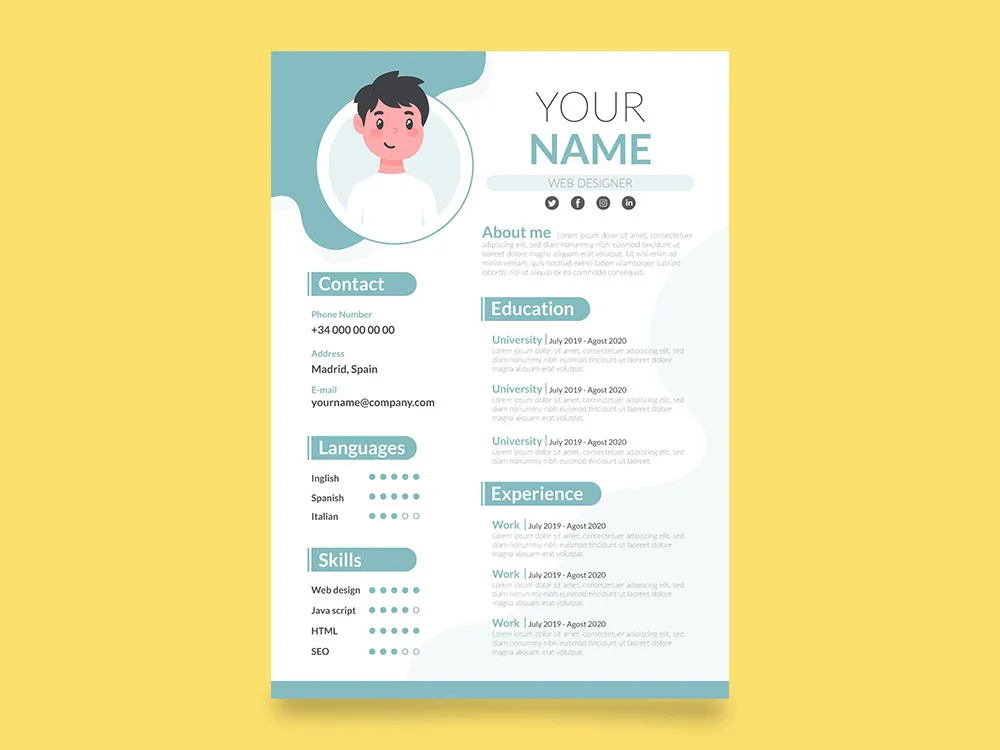 YOUR
NAME
WEB DESIGNER
About me Lorem ipsum dolor sit amet, consectetuer
adipiscing elit, sed diam nonummy nibh euismod tincidunt ut
laoreet dolore magna aliquam erat volutpat. Ut wisi enim ad
minim veniam, quis nostrud exerci tation ullamcorper suscipit
lobortis nisl ut aliquip ex ea commodo consequat.
Contact
Phone Number
+34 000 00 00 00
Address
Madrid, Spain
E-mail
yourname@company.com
Languages
Inglish
Spanish
Italian
Skills
Web design
Java script
HTML
SEO
Education
University July 2019 - Agost 2020
Lorem ipsum dolor sit amet, consectetuer adipiscing elit, sed
diam nonummy nibh euismod tincidunt ut laoreet dolore
magna aliquam erat volutpat.
University July 2019 - Agost 2020
Lorem ipsum dolor sit amet, consectetuer adipiscing elit, sed
diam nonummy nibh euismod tincidunt ut laoreet dolore
magna aliquam erat volutpat.
University July 2019 - Agost 2020
Lorem ipsum dolor sit amet, consectetuer adipiscing elit, sed
diam nonummy nibh euismod tincidunt ut laoreet.
Experience
Work July 2019 - Agost 2020
Lorem ipsum dolor sit amet, consectetuer adipiscing elit, sed
diam nonummy nibh euismod tincidunt ut laoreet dolore
magna aliquam erat volutpat.
Work July 2019 - Agost 2020
Lorem ipsum dolor sit amet, consectetuer adipiscing elit, sed
diam nonummy nibh euismod tincidunt ut laoreet dolore
magna aliquam erat volutpat.
Work July 2019 - Agost 2020
Lorem ipsum dolor sit amet, consectetuer adipiscing elit, sed
diam nonummy nibh euismod tincidunt ut laoreet dolore
magna aliquam erat volutpat.